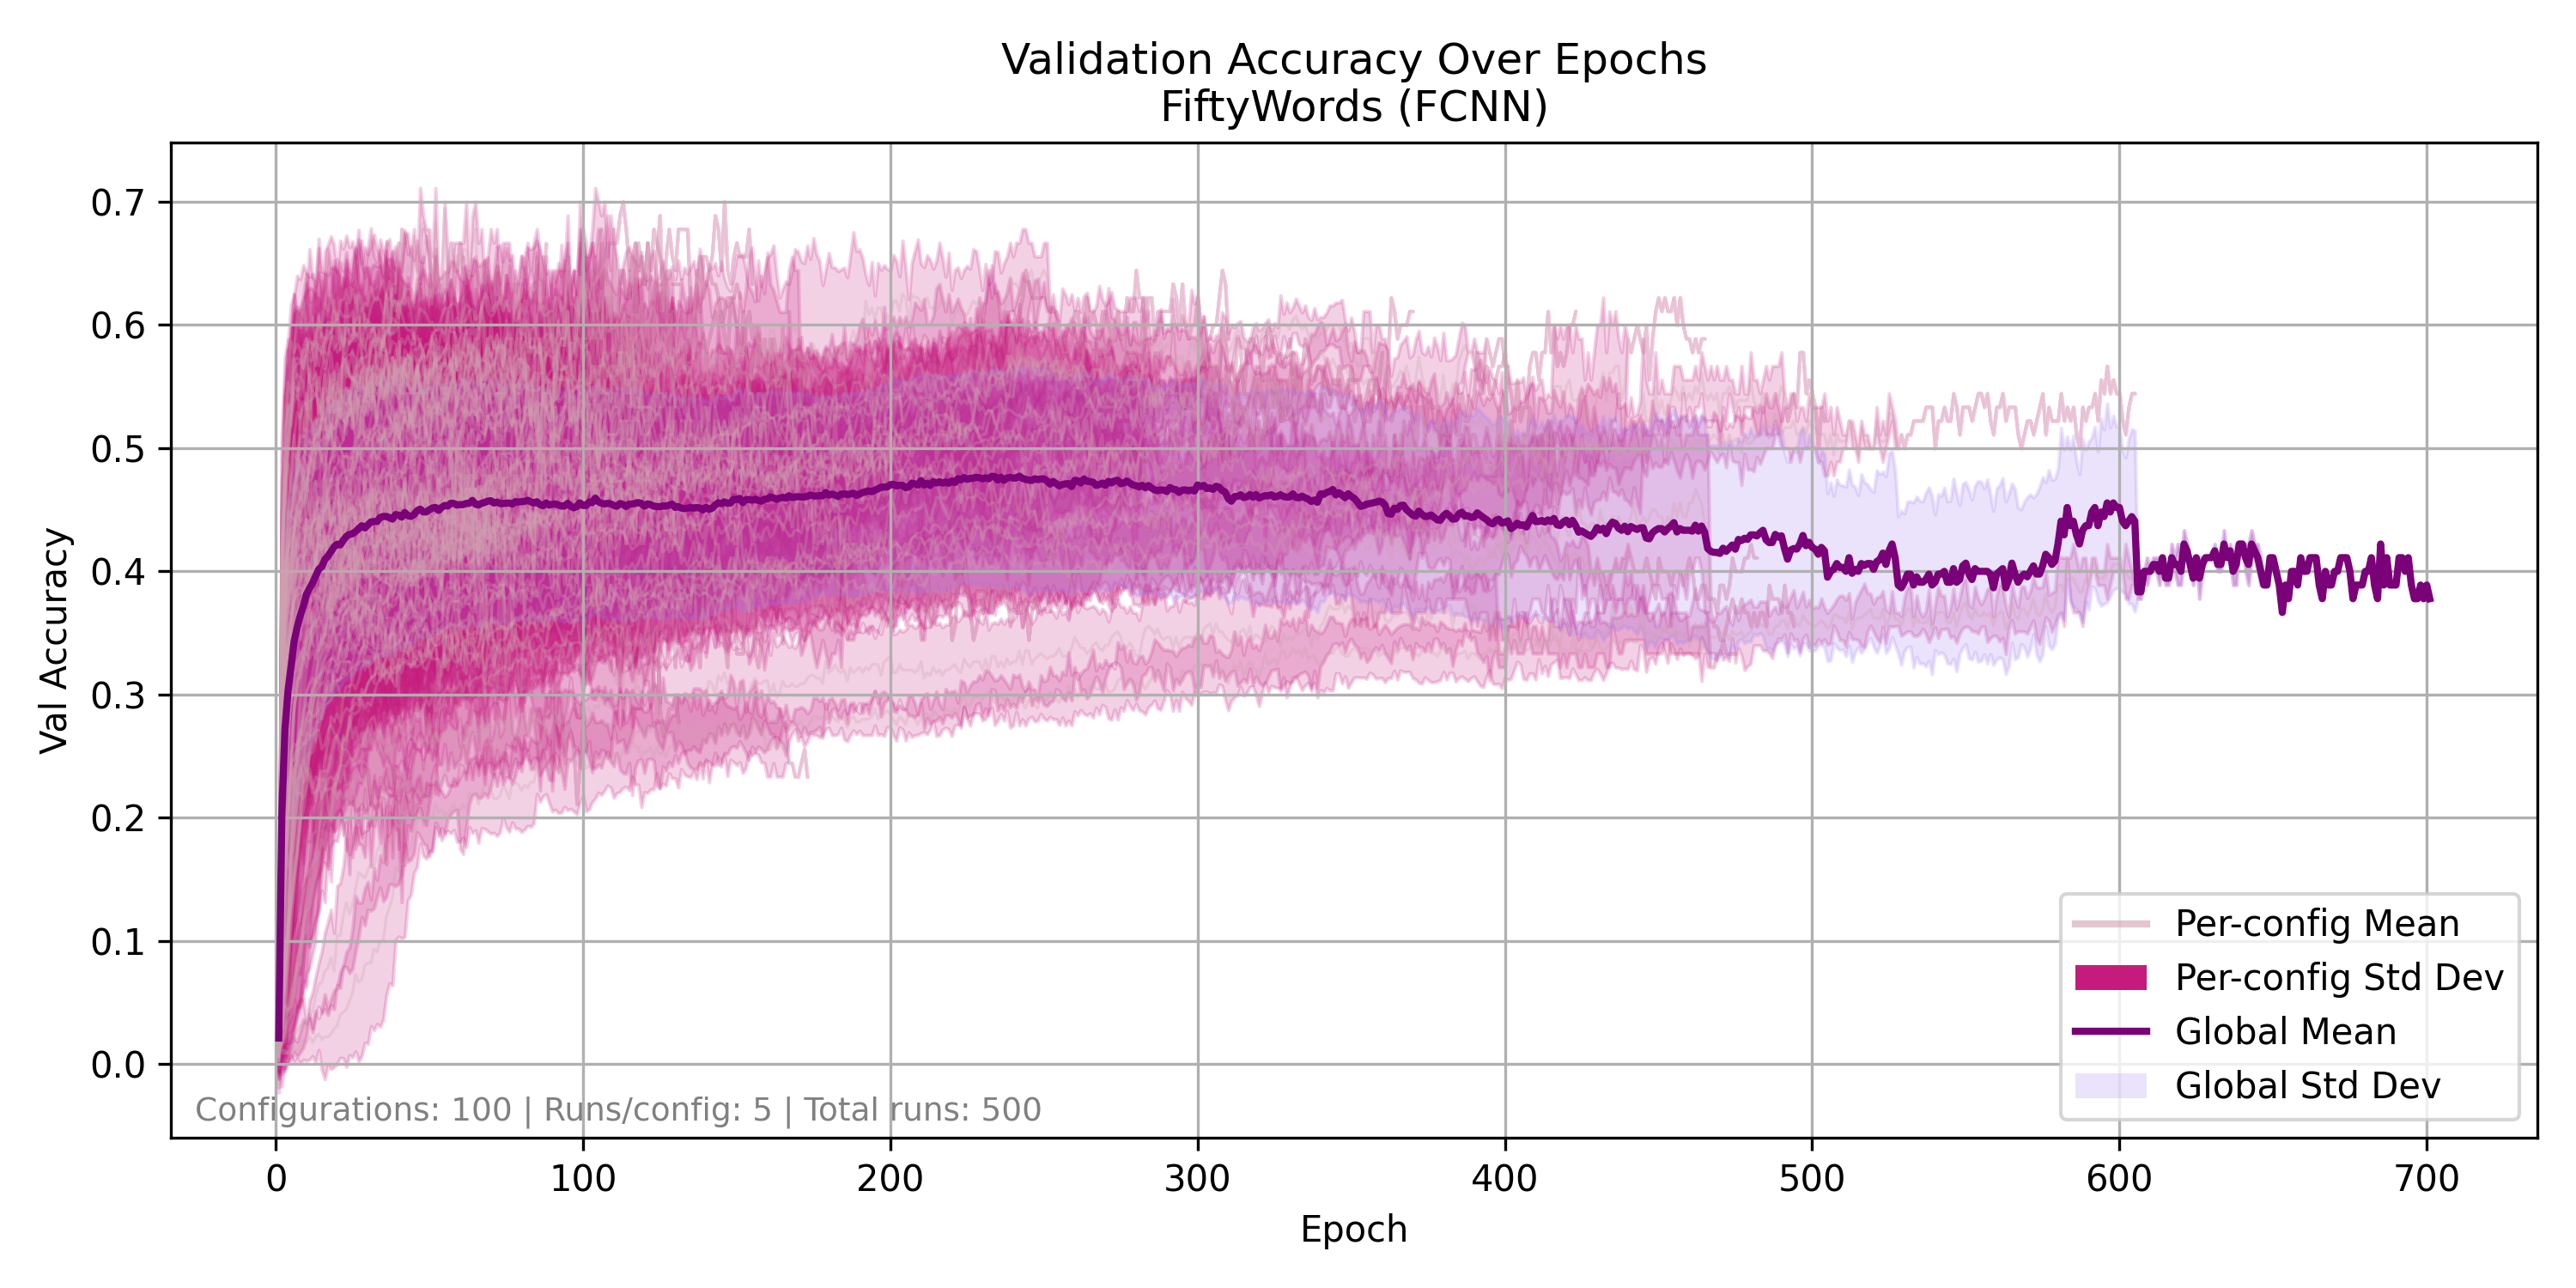 Validation Accuracy Over Epochs
FiftyWords (FCNN)
Val Accuracy
0.7
0.6
0.5
0.4
0.3
0.2
0.1
0.0
Configurations: 100 | Runs/config: 5 | Total runs: 500
Per-config Mean
Per-config Std Dev
Global Mean
Global Std Dev
0 100 200 300 400 500 600 700
Epoch